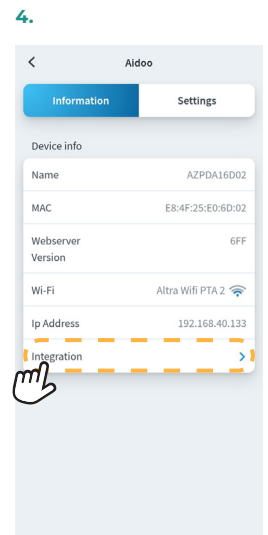 4.
Aidoo
Information Settings
Device info
Name AZPDA16D02
MAC E8:4F:25:E0:6D:02
Webserver 6FF
Version
Wi-Fi Altra Wifi PTA 2
Ip Address 192.168.40.133
Integration